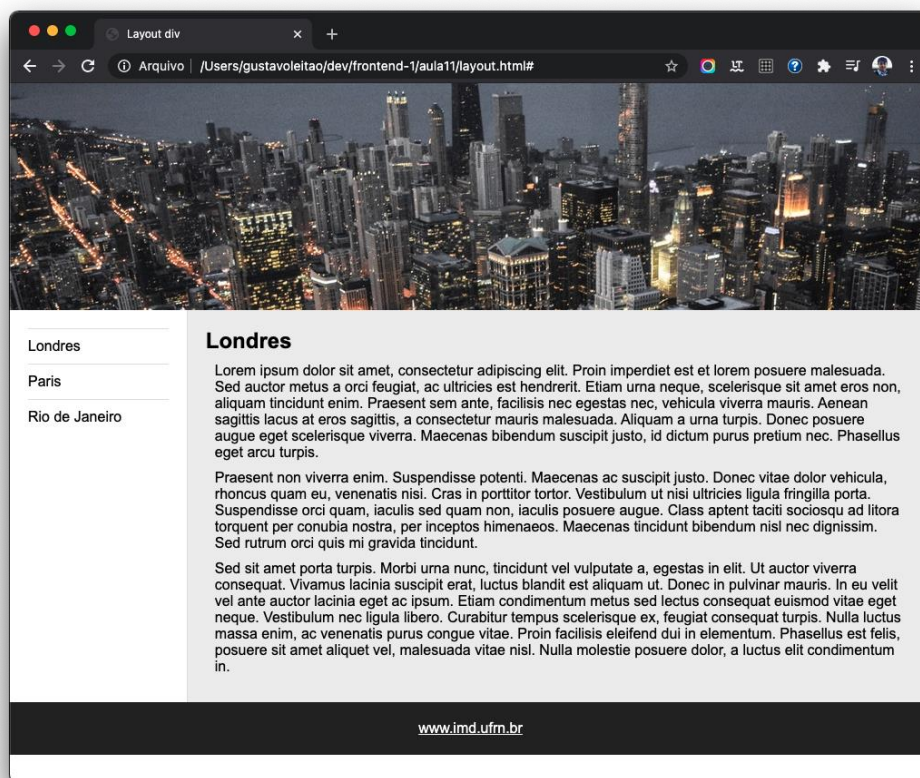 Layout div
Arquivo
/Users/gustavoleitao/dev/frontend-1/aula11/layout.html#
Londres
Paris
Rio de Janeiro
Londres
Lorem ipsum dolor sit amet, consectetur adipiscing elit. Proin imperdiet est et lorem posuere malesuada.
Sed auctor metus a orci feugiat, ac ultricies est hendrerit. Etiam urna neque, scelerisque sit amet eros non,
aliquam tincidunt enim. Praesent sem ante, facilisis nec egestas nec, vehicula viverra mauris. Aenean
sagittis lacus at eros sagittis, a consectetur mauris malesuada. Aliquam a urna turpis. Donec posuere
augue eget scelerisque viverra. Maecenas bibendum suscipit justo, id dictum purus pretium nec. Phasellus
eget arcu turpis.
Praesent non viverra enim. Suspendisse potenti. Maecenas ac suscipit justo. Donec vitae dolor vehicula,
rhoncus quam eu, venenatis nisi. Cras in porttitor tortor. Vestibulum ut nisi ultricies ligula fringilla porta.
Suspendisse orci quam, iaculis sed quam non, iaculis posuere augue. Class aptent taciti sociosqu ad litora
torquent per conubia nostra, per inceptos himenaeos. Maecenas tincidunt bibendum nisl nec dignissim.
Sed rutrum orci quis mi gravida tincidunt.
Sed sit amet porta turpis. Morbi urna nunc, tincidunt vel vulputate a, egestas in elit. Ut auctor viverra
consequat. Vivamus lacinia suscipit erat, luctus blandit est aliquam ut. Donec in pulvinar mauris. In eu velit
vel ante auctor lacinia eget ac ipsum. Etiam condimentum metus sed lectus consequat euismod vitae eget
neque. Vestibulum nec ligula libero. Curabitur tempus scelerisque ex, feugiat consequat turpis. Nulla luctus
massa enim, ac venenatis purus congue vitae. Proin facilisis eleifend dui in elementum. Phasellus est felis,
posuere sit amet aliquet vel, malesuada vitae nisl. Nulla molestie posuere dolor, a luctus elit condimentum
in.
www.imd.ufrn.br